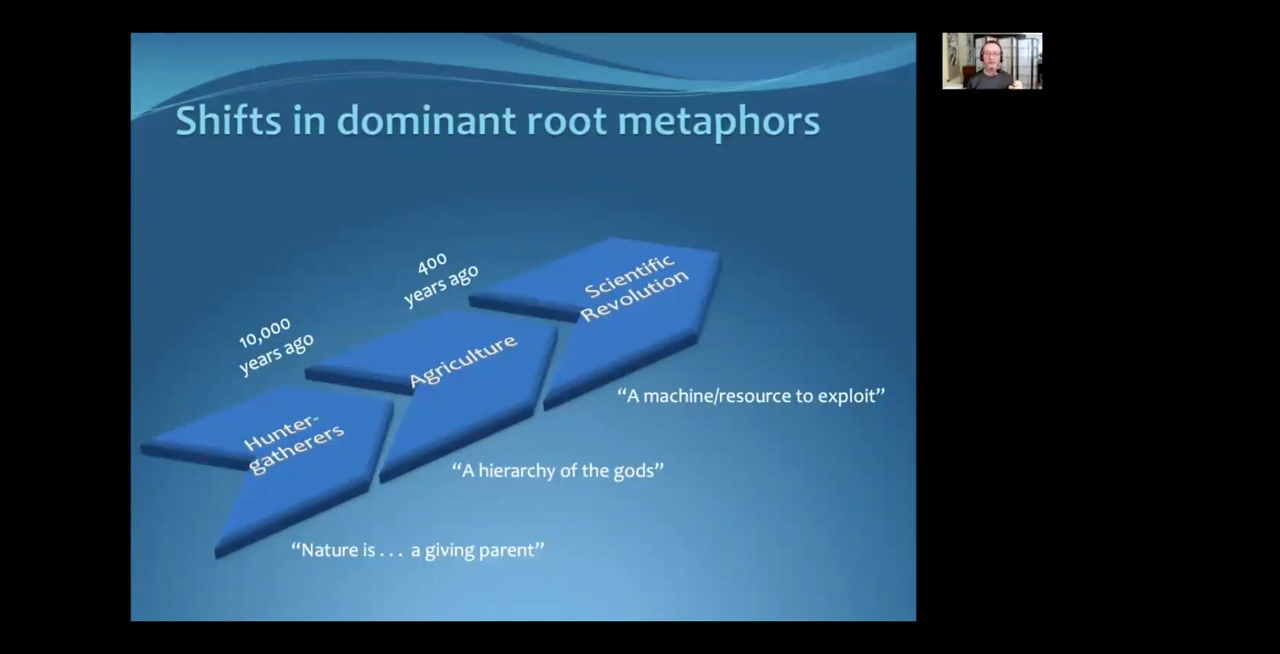 Shifts in dominant root metaphors
10,000
years ago
400
years ago
Hunter-
gatherers
Agriculture
Scientific
Revolution
“Nature is . . . a giving parent”
“A hierarchy of the gods”
“A machine/resource to exploit”